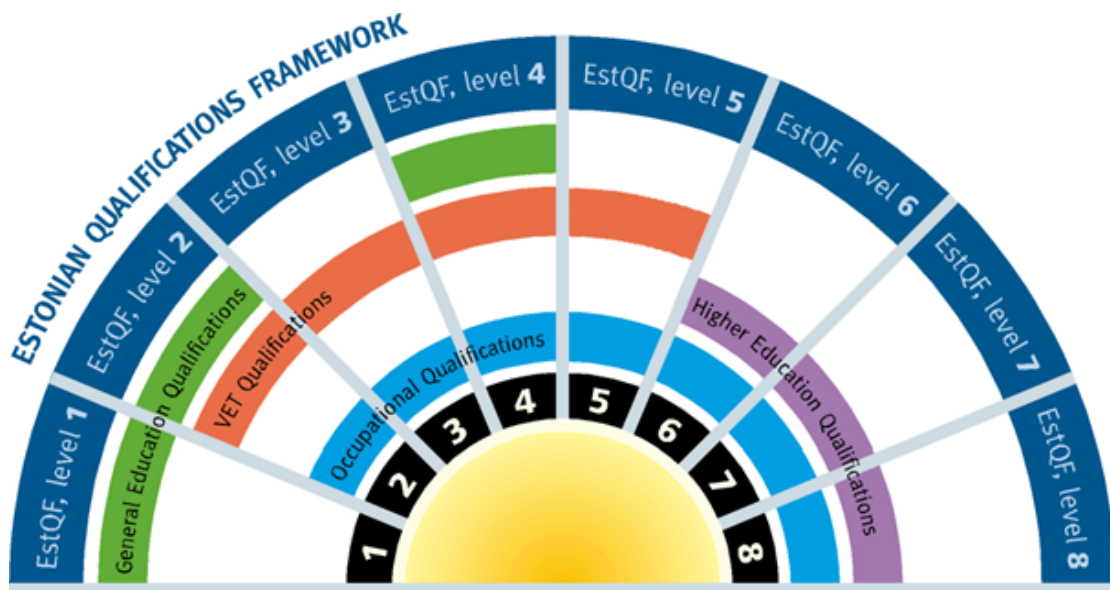 ESTONIAN QUALIFICATIONS FRAMEWORK
EstQF, level 1
EstQF, level 2
EstQF, level 3
EstQF, level 4
EstQF, level 5
EstQF, level 6
EstQF, level 7
EstQF, level 8
General Education Qualifications
VET Qualifications
Occupational Qualifications
Higher Education Qualifications
1
2
3
4
5
6
7
8